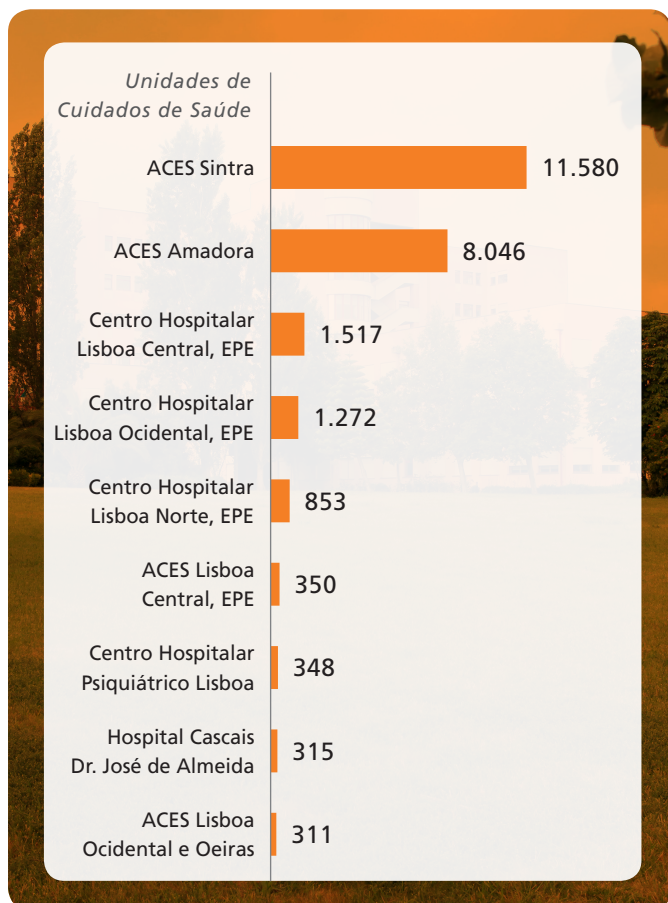 Unidades de
Cuidados de Saúde
ACES Sintra
11.580
ACES Amadora
8.046
Centro Hospitalar
Lisboa Central, EPE
1.517
Centro Hospitalar
Lisboa Ocidental, EPE
1.272
Centro Hospitalar
Lisboa Norte, EPE
853
ACES Lisboa
Central, EPE
350
Centro Hospitalar
Psiquiátrico Lisboa
348
Hospital Cascais
Dr. José de Almeida
315
ACES Lisboa
Ocidental e Oeiras
311